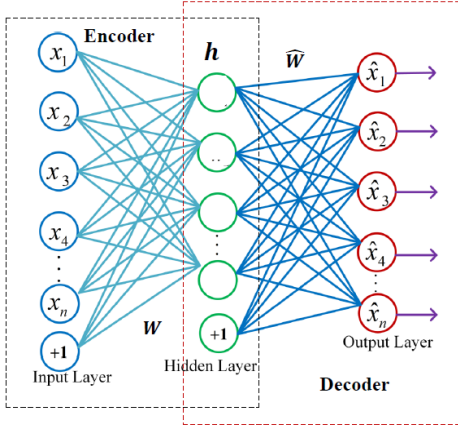 Encoder
h
Ŵ
x₁
x₂
x₃
x₄
⋮
xₙ
+1
..
⋮
+1
x̂₁
x̂₂
x̂₃
x̂₄
⋮
x̂ₙ
W
Input Layer
Hidden Layer
Output Layer
Decoder